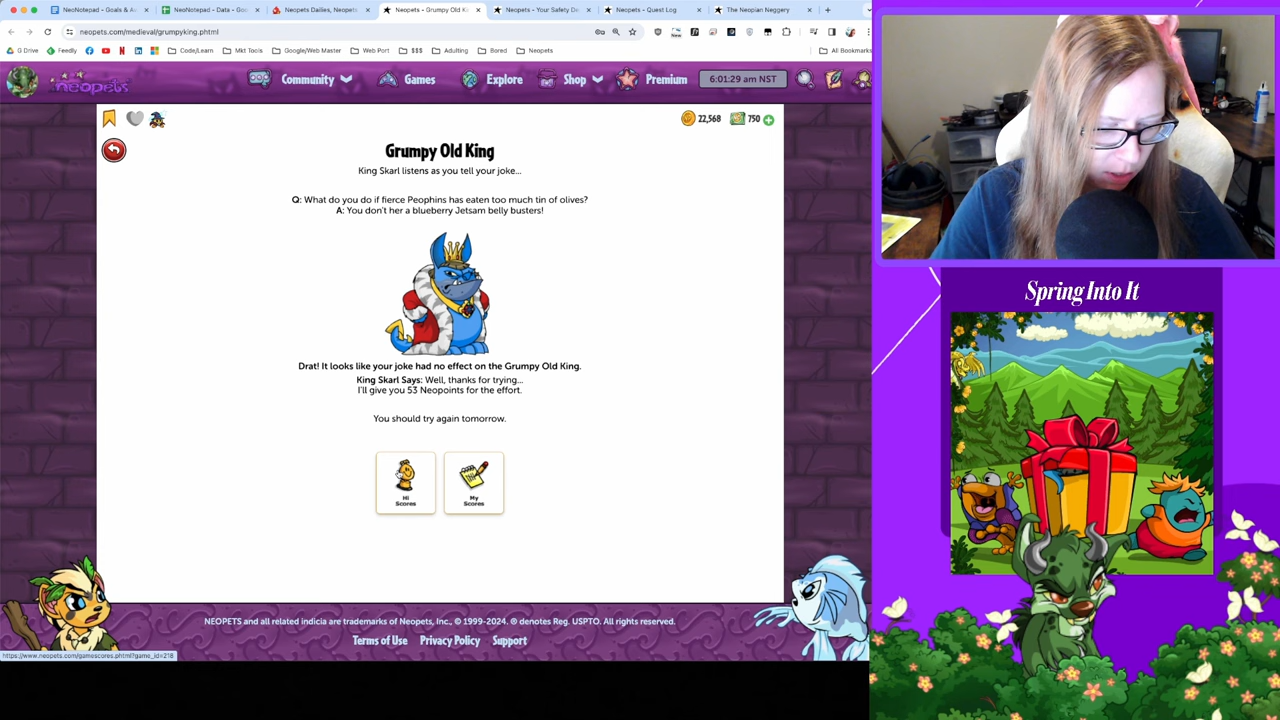 NeoNotepad - Goals & Av
NeoNotepad - Data - Goo
Neopets Dailies, Neopets
Neopets - Grumpy Old Ki
Neopets - Your Safety De
Neopets - Quest Log
The Neopian Neggery
neopets.com/medieval/grumpyking.phtml
G Drive
Feedly
Code/Learn
Mkt Tools
Google/Web Master
Web Port
$$$
Adulting
Bored
Neopets
All Bookmarks
neopets
Community
Games
Explore
Shop
Premium
6:01:29 am NST
22,568
750
Grumpy Old King
King Skarl listens as you tell your joke...
Q: What do you do if fierce Peophins has eaten too much tin of olives?
A: You don't her a blueberry Jetsam belly busters!
Drat! It looks like your joke had no effect on the Grumpy Old King.
King Skarl Says: Well, thanks for trying...
I'll give you 53 Neopoints for the effort.
You should try again tomorrow.
Hi
Scores
My
Scores
NEOPETS and all related indicia are trademarks of Neopets, Inc., © 1999-2024. ® denotes Reg. USPTO. All rights reserved.
Terms of Use
Privacy Policy
Support
https://www.neopets.com/gamescores.phtml?game_id=218
Spring Into It